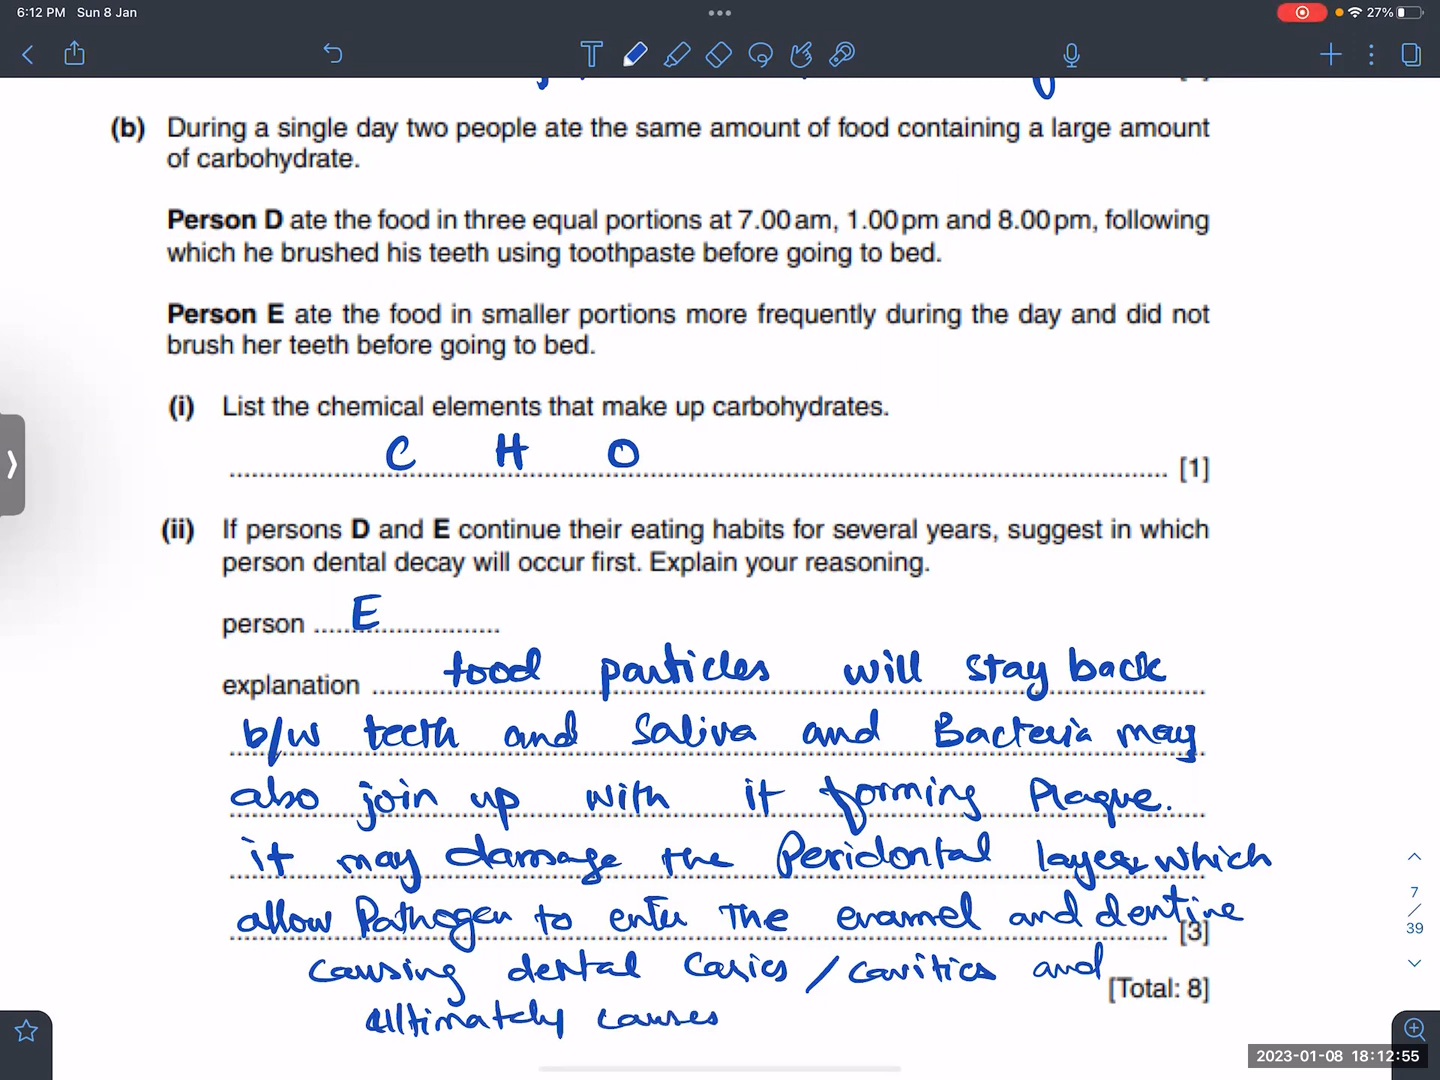 6:12 PM Sun 8 Jan
27%
(b) During a single day two people ate the same amount of food containing a large amount
of carbohydrate.
Person D ate the food in three equal portions at 7.00 am, 1.00 pm and 8.00 pm, following
which he brushed his teeth using toothpaste before going to bed.
Person E ate the food in smaller portions more frequently during the day and did not
brush her teeth before going to bed.
(i) List the chemical elements that make up carbohydrates.
C H O
[1]
(ii) If persons D and E continue their eating habits for several years, suggest in which
person dental decay will occur first. Explain your reasoning.
person E
explanation food particles will stay back
b/w teeth and Saliva and Bacteria may
also join up with it forming Plaque.
it may damage the Peridontal layer which
allow Pathogen to enter The enamel and dentine
[3]
causing dental Caries / cavities and
[Total: 8]
ultimately causes
7
/
39
2023-01-08 18:12:55